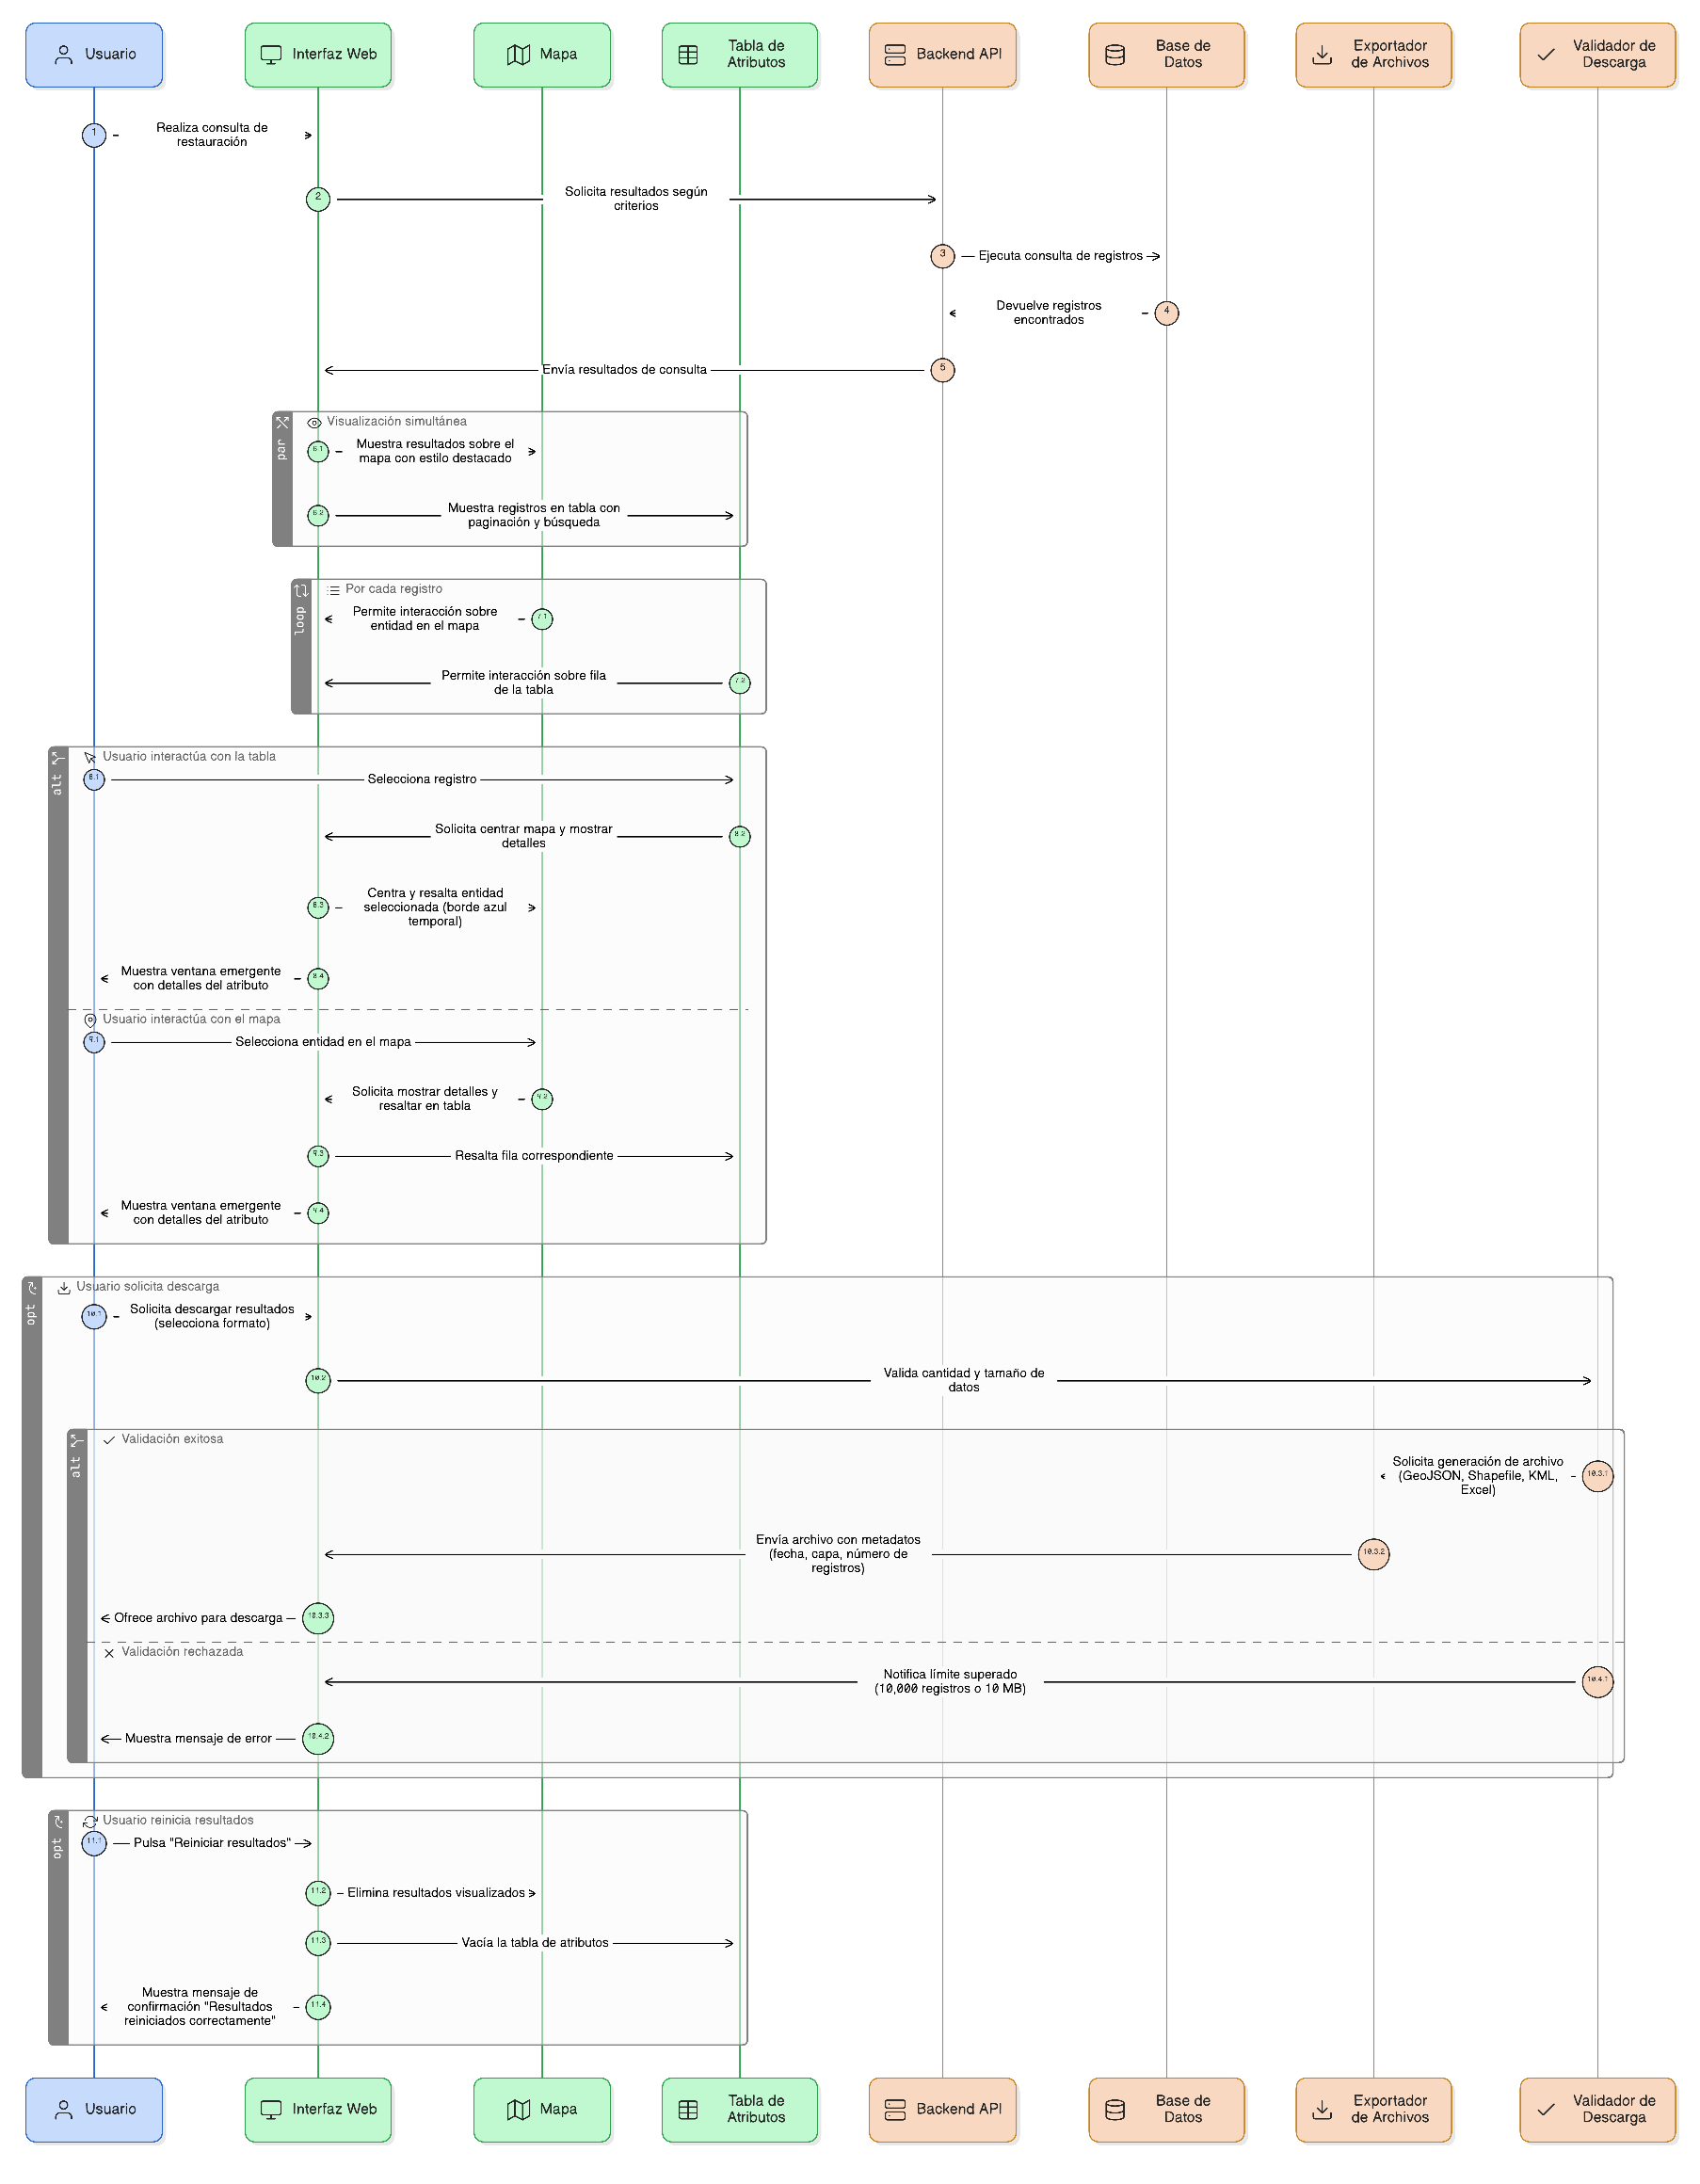 Usuario
Interfaz Web
Mapa
Tabla de
Atributos
Backend API
Base de
Datos
Exportador
de Archivos
Validador de
Descarga
1
Realiza consulta de
restauración
2
Solicita resultados según
criterios
3
Ejecuta consulta de registros
Devuelve registros
encontrados
4
Envía resultados de consulta
5
par
Visualización simultánea
6.1
Muestra resultados sobre el
mapa con estilo destacado
6.2
Muestra registros en tabla con
paginación y búsqueda
loop
Por cada registro
Permite interacción sobre
entidad en el mapa
7.1
Permite interacción sobre fila
de la tabla
7.2
alt
Usuario interactúa con la tabla
8.1
Selecciona registro
Solicita centrar mapa y mostrar
detalles
8.2
8.3
Centra y resalta entidad
seleccionada (borde azul
temporal)
Muestra ventana emergente
con detalles del atributo
8.4
Usuario interactúa con el mapa
9.1
Selecciona entidad en el mapa
Solicita mostrar detalles y
resaltar en tabla
9.2
9.3
Resalta fila correspondiente
Muestra ventana emergente
con detalles del atributo
9.4
opt
Usuario solicita descarga
10.1
Solicita descargar resultados
(selecciona formato)
10.2
Valida cantidad y tamaño de
datos
alt
Validación exitosa
Solicita generación de archivo
(GeoJSON, Shapefile, KML,
Excel)
10.3.1
Envía archivo con metadatos
(fecha, capa, número de
registros)
10.3.2
Ofrece archivo para descarga
10.3.3
Validación rechazada
Notifica límite superado
(10,000 registros o 10 MB)
10.4.1
Muestra mensaje de error
10.4.2
opt
Usuario reinicia resultados
11.1
Pulsa "Reiniciar resultados"
11.2
Elimina resultados visualizados
11.3
Vacía la tabla de atributos
Muestra mensaje de
confirmación "Resultados
reiniciados correctamente"
11.4
Usuario
Interfaz Web
Mapa
Tabla de
Atributos
Backend API
Base de
Datos
Exportador
de Archivos
Validador de
Descarga